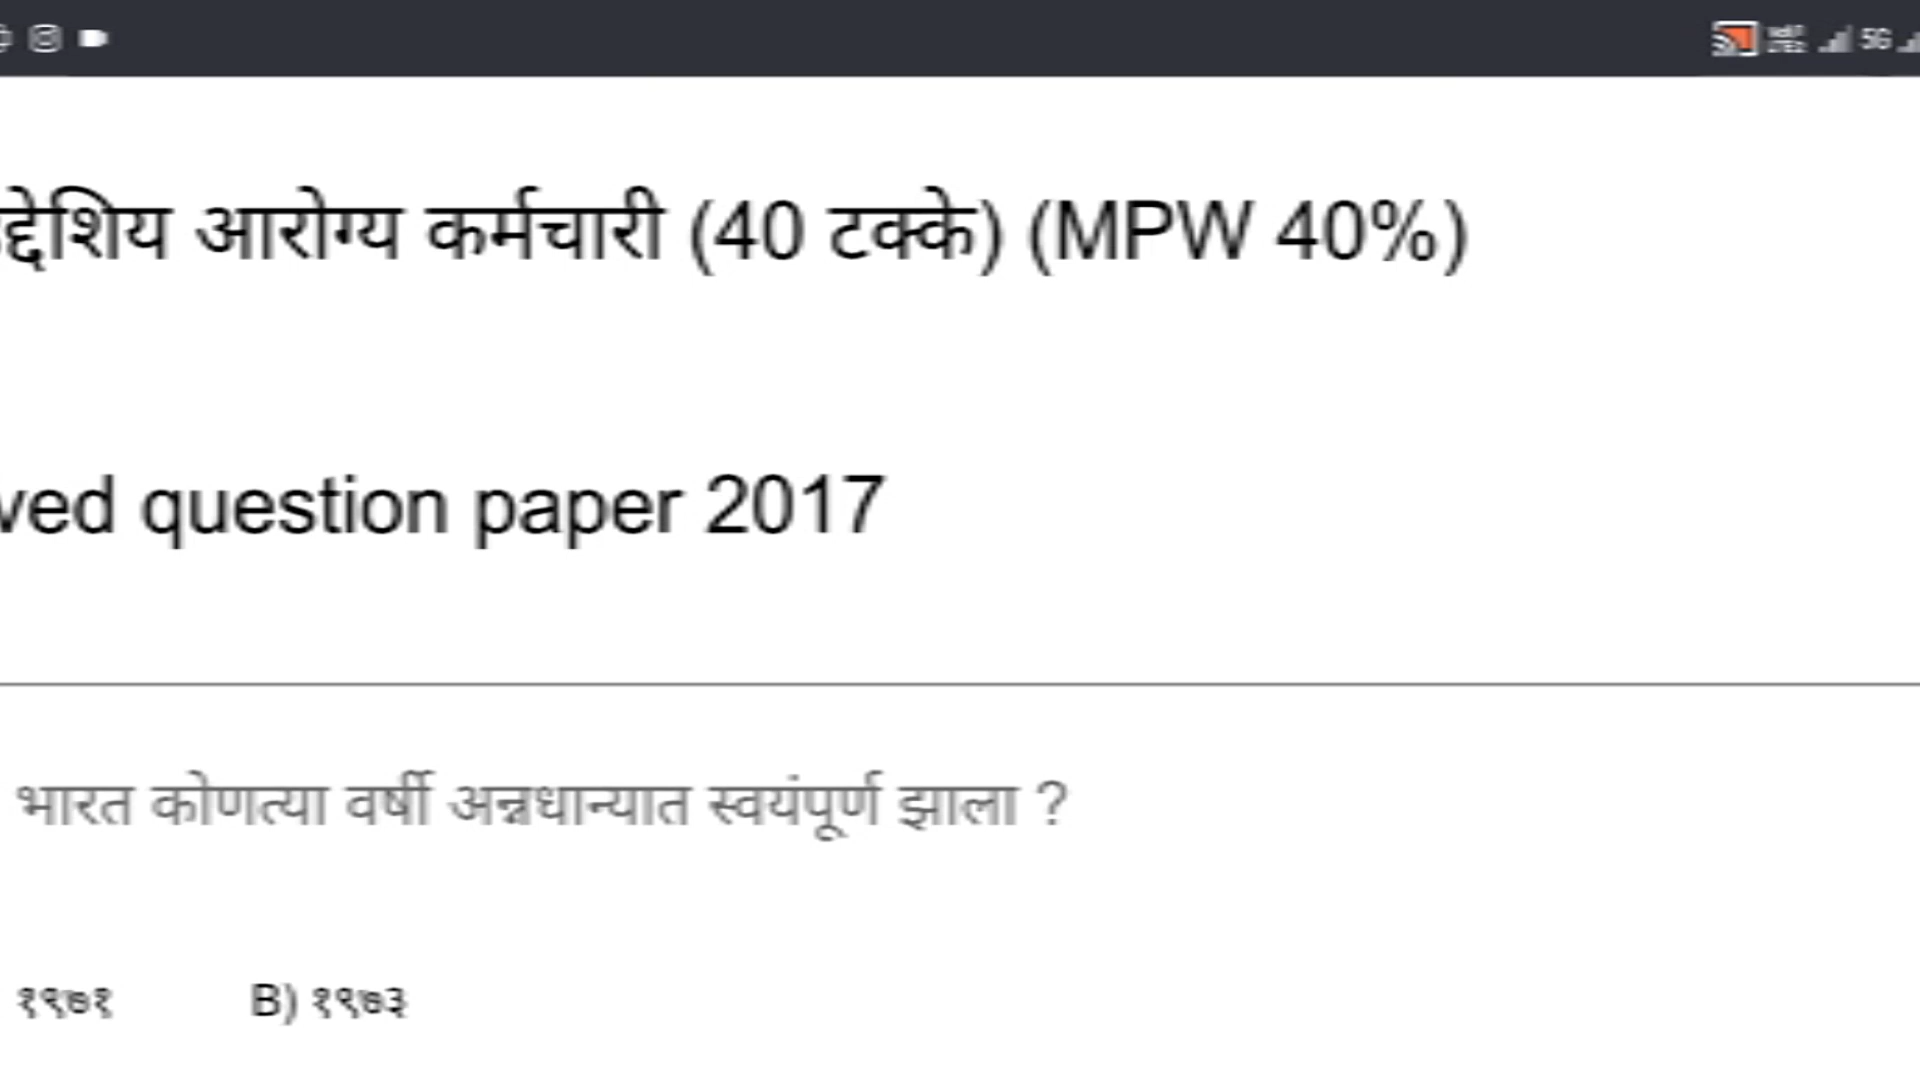 5G
द्देशिय आरोग्य कर्मचारी (40 टक्के) (MPW 40%)
ved question paper 2017
भारत कोणत्या वर्षी अन्नधान्यात स्वयंपूर्ण झाला ?
१९७१ B) १९७३